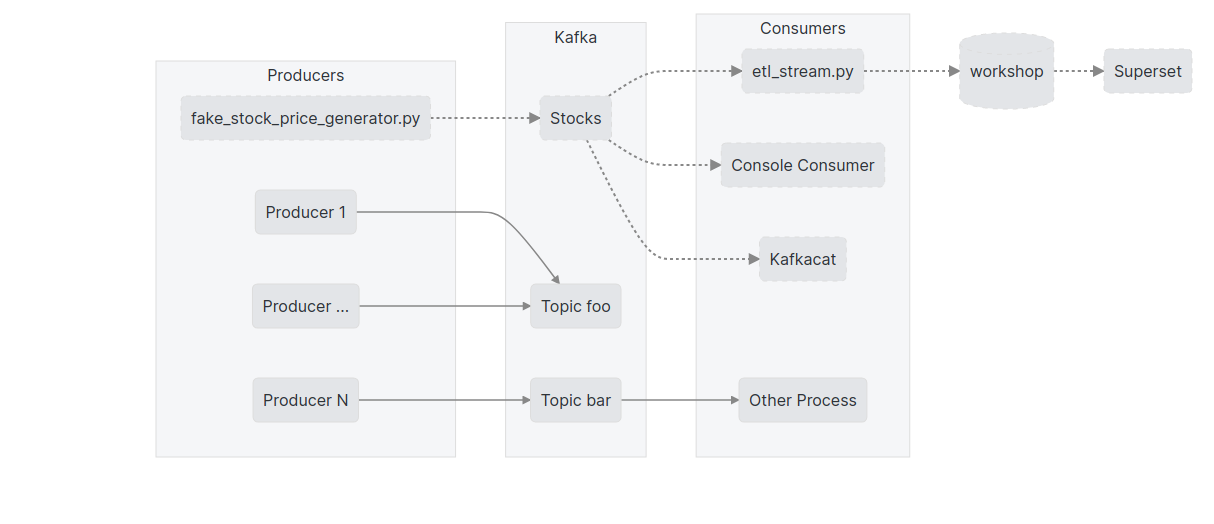 Producers
fake_stock_price_generator.py
Producer 1
Producer ...
Producer N
Kafka
Stocks
Topic foo
Topic bar
Consumers
etl_stream.py
Console Consumer
Kafkacat
Other Process
workshop
Superset